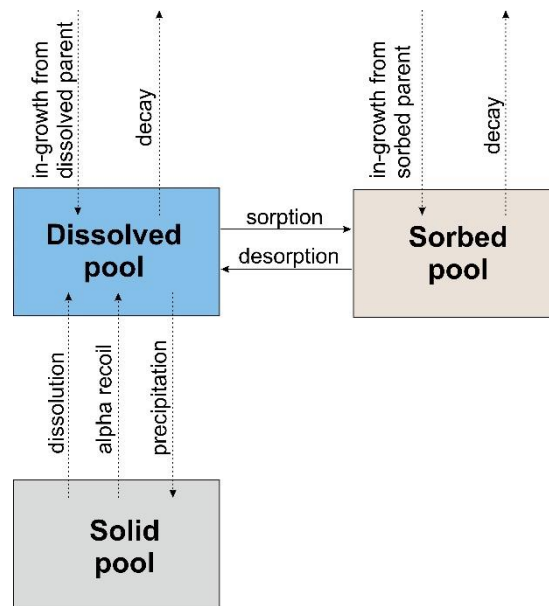 in-growth from
dissolved parent
decay
in-growth from
sorbed parent
decay
Dissolved
pool
sorption
desorption
Sorbed
pool
dissolution
alpha recoil
precipitation
Solid
pool